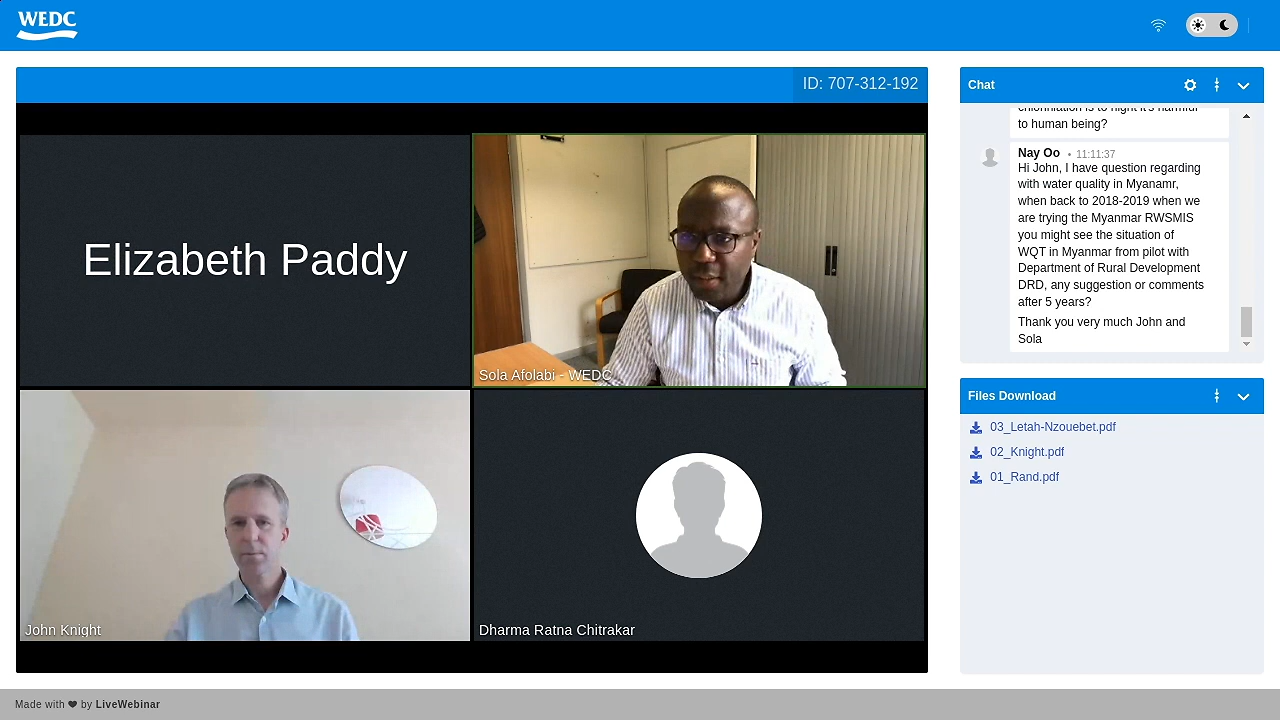 WEDC
ID: 707-312-192
Elizabeth Paddy
Sola Afolabi - WEDC
John Knight
Dharma Ratna Chitrakar
Chat
to human being?
Nay Oo • 11:11:37
Hi John, I have question regarding
with water quality in Myanamr,
when back to 2018-2019 when we
are trying the Myanmar RWSMIS
you might see the situation of
WQT in Myanmar from pilot with
Department of Rural Development
DRD, any suggestion or comments
after 5 years?
Thank you very much John and
Sola
Files Download
03_Letah-Nzouebet.pdf
02_Knight.pdf
01_Rand.pdf
Made with ❤ by LiveWebinar